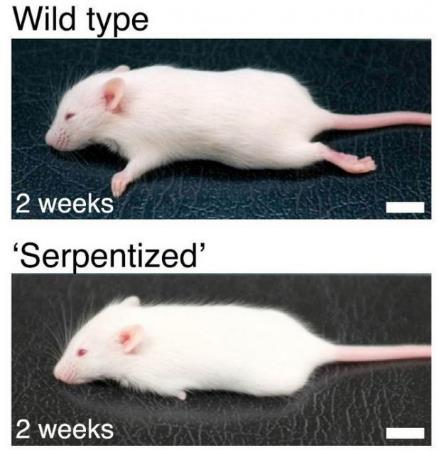 Wild type
2 weeks
‘Serpentized’
2 weeks